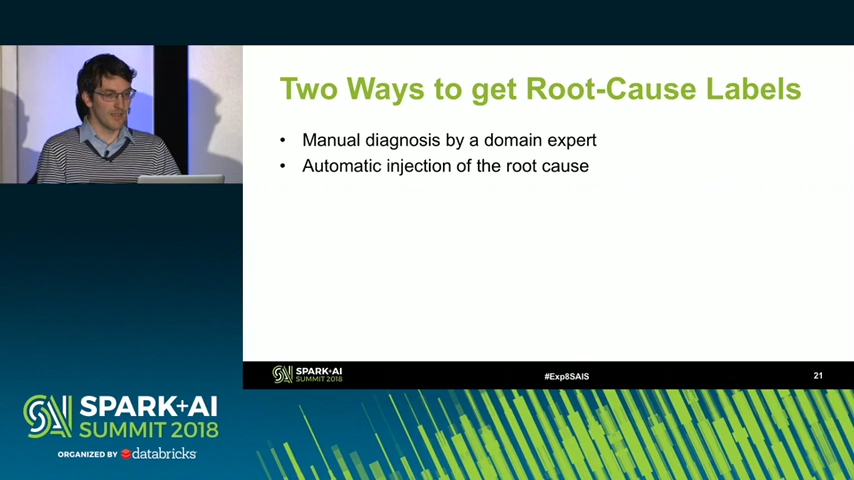 Two Ways to get Root-Cause Labels
• Manual diagnosis by a domain expert
• Automatic injection of the root cause
SPARK+AI
SUMMIT 2018
#Exp8SAIS
21
SPARK+AI
SUMMIT 2018
ORGANIZED BY databricks